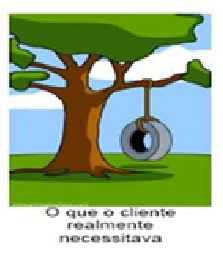 O que o cliente
realmente
necessitava